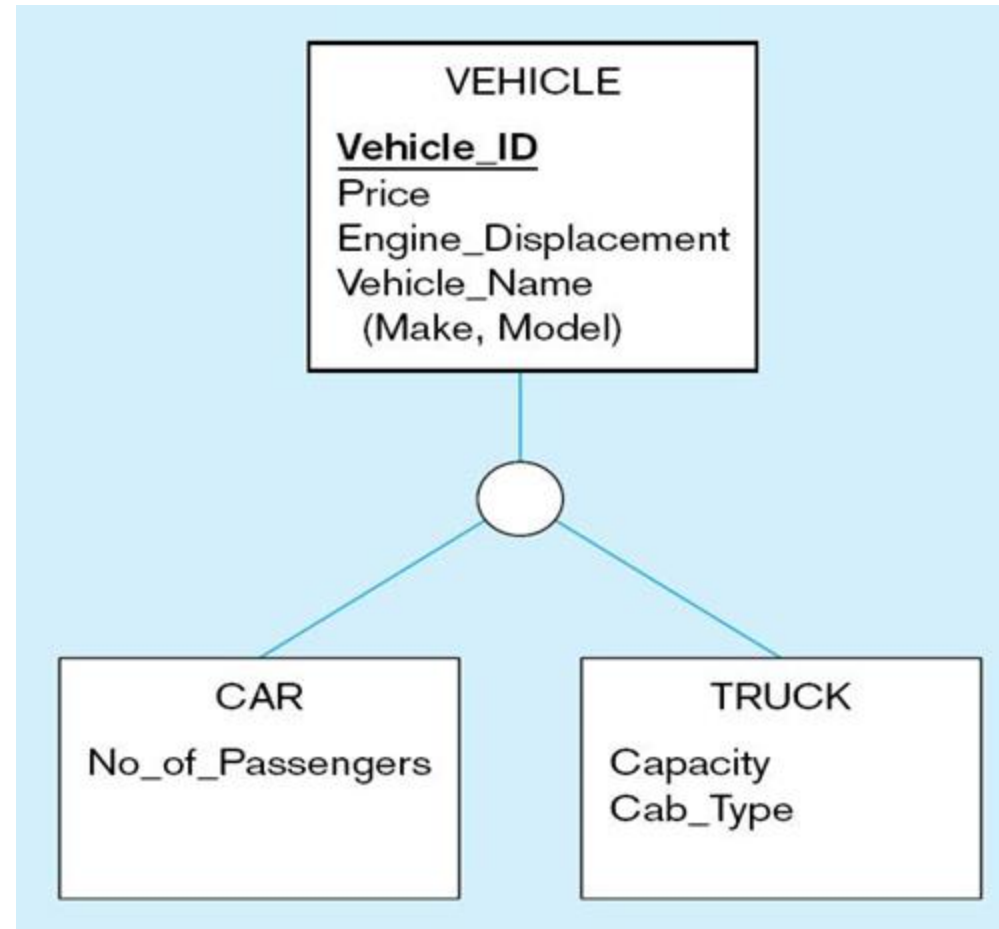 VEHICLE
Vehicle_ID
Price
Engine_Displacement
Vehicle_Name
(Make, Model)
CAR
No_of_Passengers
TRUCK
Capacity
Cab_Type